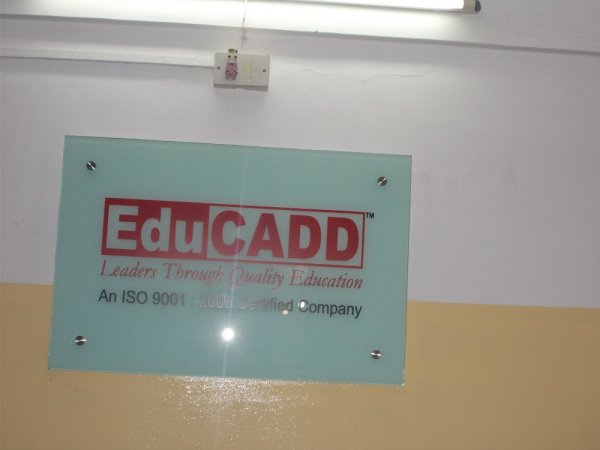 EduCADD™
Leaders Through Quality Education
An ISO 9001 : 2008 Certified Company